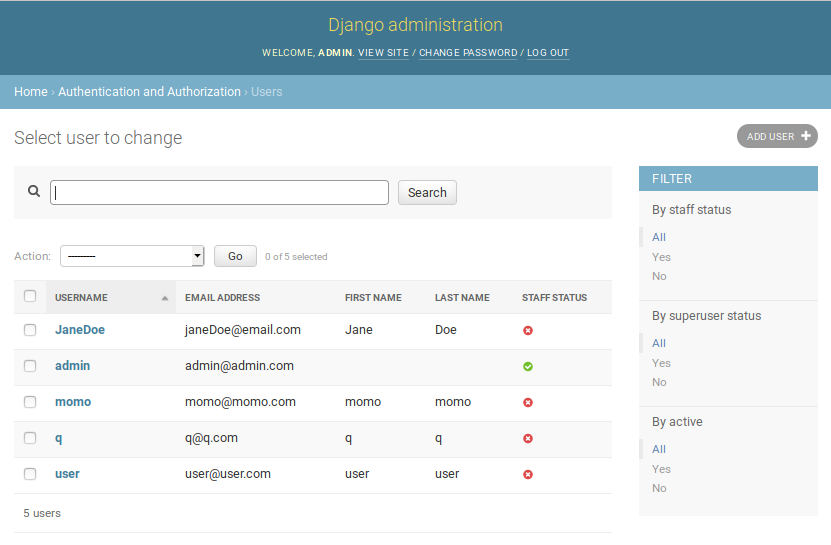 Django administration
WELCOME, ADMIN. VIEW SITE / CHANGE PASSWORD / LOG OUT
Home › Authentication and Authorization › Users
Select user to change
ADD USER +
Search
Action: --------- Go 0 of 5 selected
USERNAME EMAIL ADDRESS FIRST NAME LAST NAME STAFF STATUS
JaneDoe janeDoe@email.com Jane Doe
admin admin@admin.com
momo momo@momo.com momo momo
q q@q.com q q
user user@user.com user user
5 users
FILTER
By staff status
All
Yes
No
By superuser status
All
Yes
No
By active
All
Yes
No